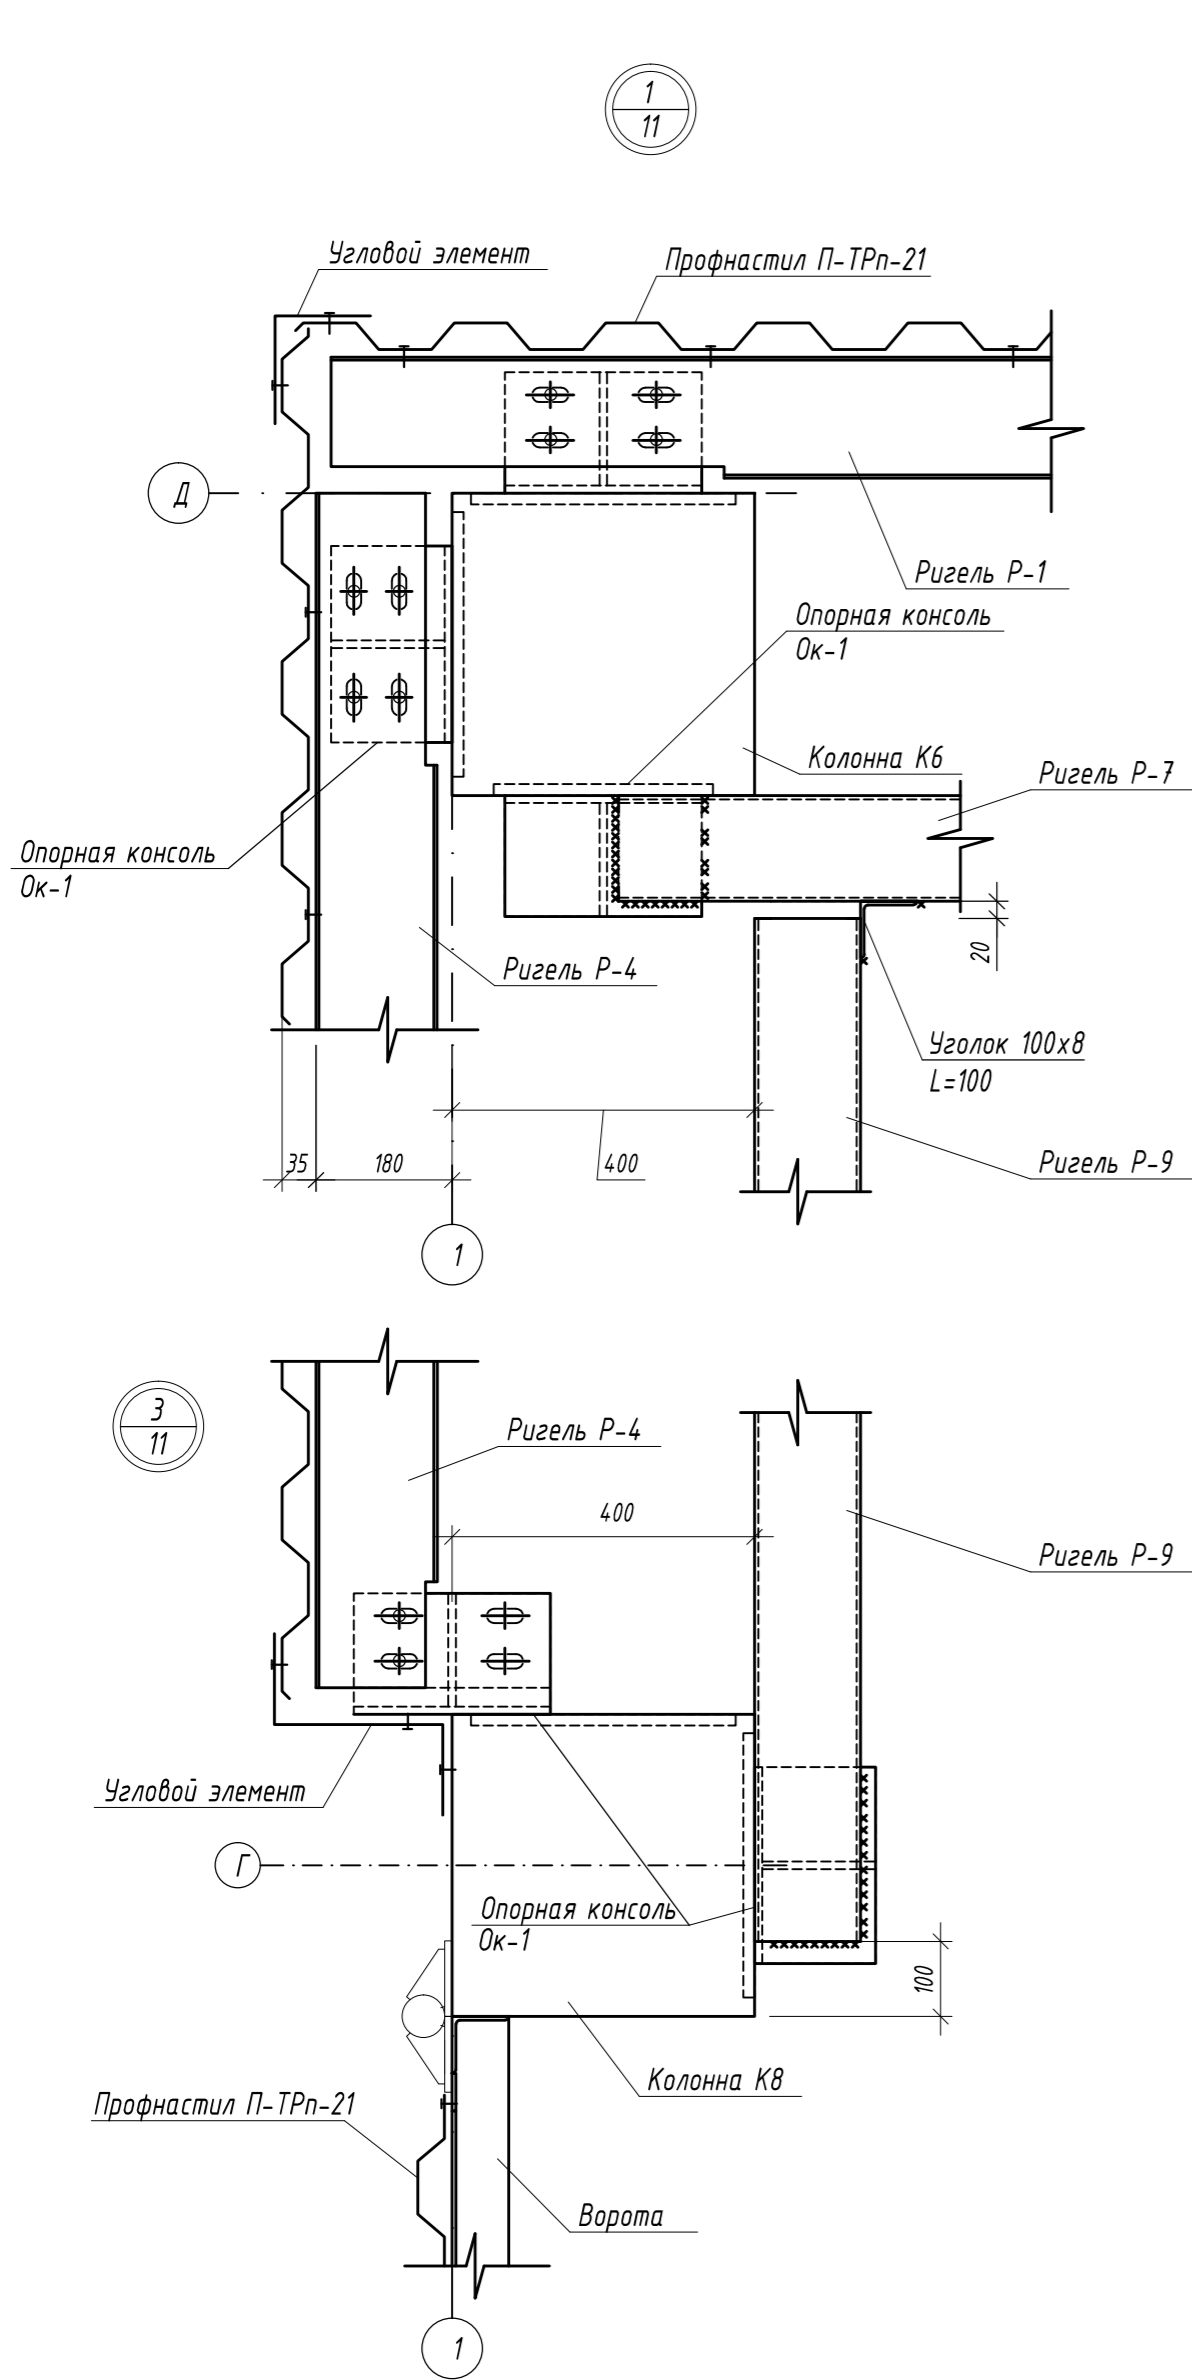 1
11
Угловой элемент
Профнастил П-ТРп-21
Д
Ригель Р-1
Опорная консоль
Ок-1
Колонна К6
Ригель Р-7
Опорная консоль
Ок-1
Ригель Р-4
20
Уголок 100х8
L=100
35
180
400
Ригель Р-9
1
3
11
Ригель Р-4
400
Ригель Р-9
Угловой элемент
Г
Опорная консоль
Ок-1
100
Колонна К8
Профнастил П-ТРп-21
Ворота
1